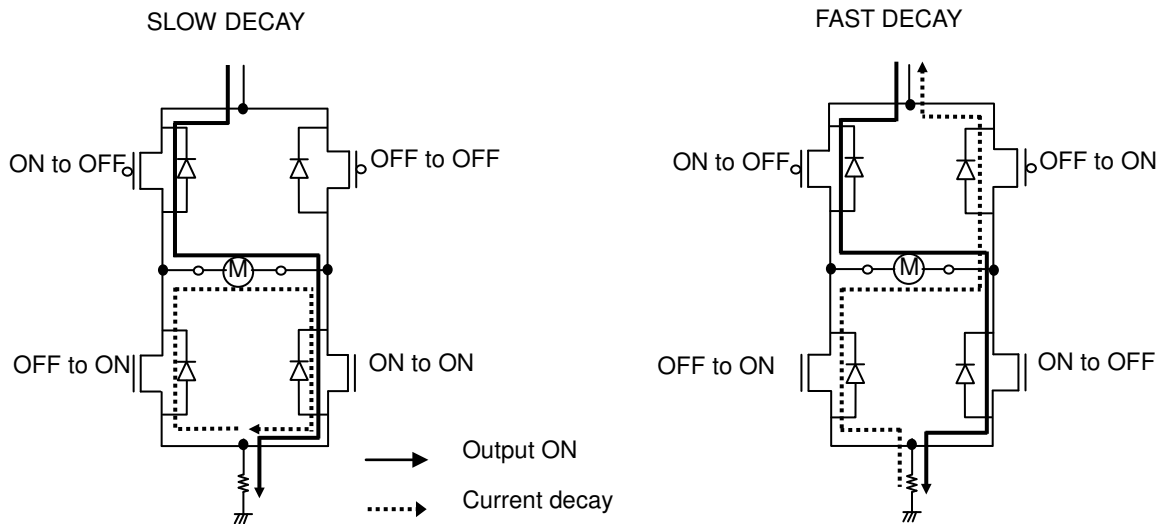 SLOW DECAY
FAST DECAY
ON to OFF
OFF to OFF
ON to OFF
OFF to ON
M
M
OFF to ON
ON to ON
OFF to ON
ON to OFF
Output ON
Current decay